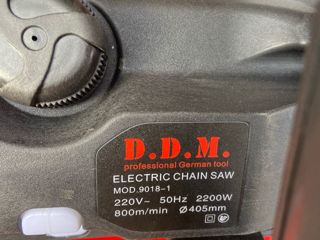 D.D.M.
professional German tool
ELECTRIC CHAIN SAW
MOD.9018-1
220V~ 50Hz 2200W
800m/min Ø405mm